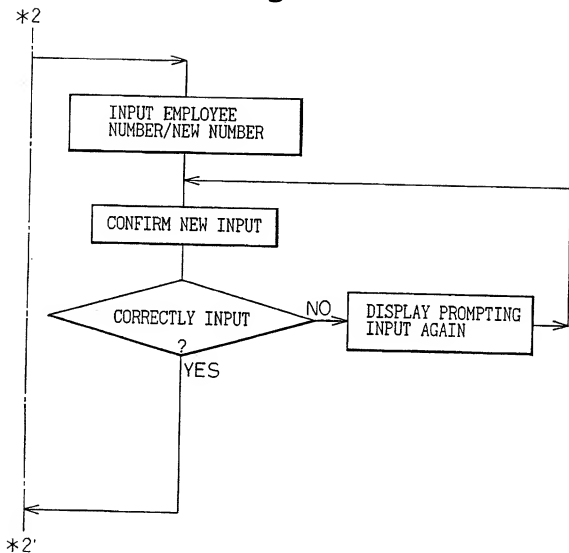 *2
INPUT EMPLOYEE
NUMBER/NEW NUMBER
CONFIRM NEW INPUT
CORRECTLY INPUT
?
NO
DISPLAY PROMPTING
INPUT AGAIN
YES
*2'